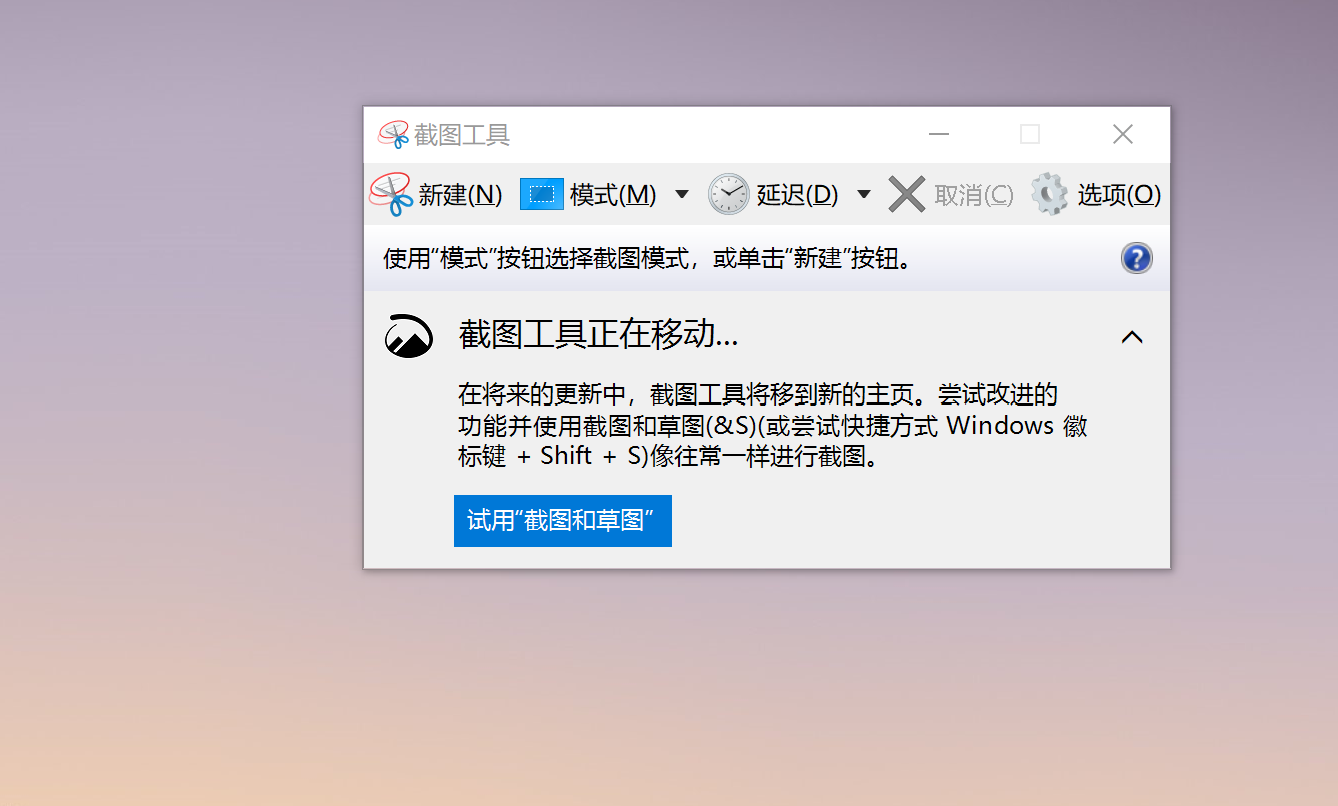 截图工具
新建(N) 模式(M) 延迟(D) 取消(C) 选项(O)
使用“模式”按钮选择截图模式，或单击“新建”按钮。
截图工具正在移动...
在将来的更新中，截图工具将移到新的主页。尝试改进的
功能并使用截图和草图(&S)(或尝试快捷方式 Windows 徽
标键 + Shift + S)像往常一样进行截图。
试用“截图和草图”